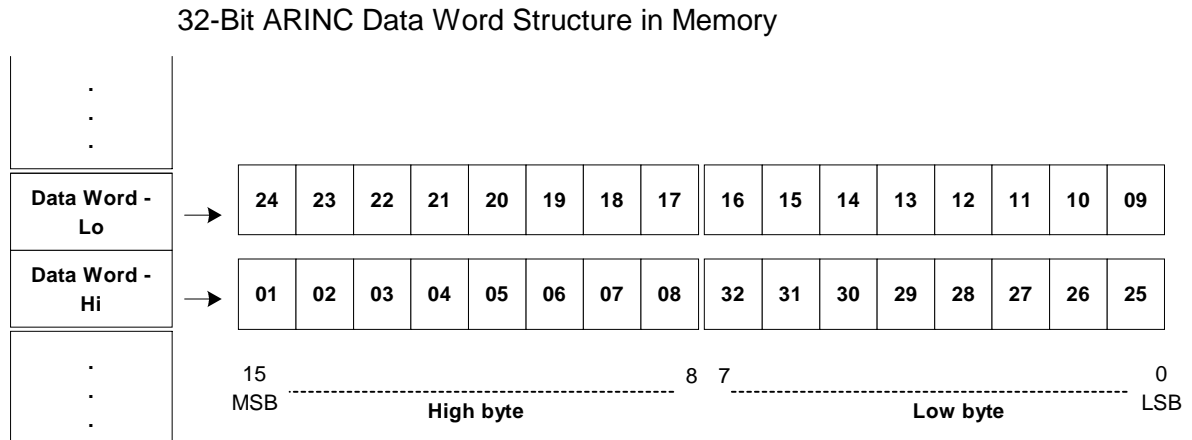 32-Bit ARINC Data Word Structure in Memory
.
.
.
Data Word -
Lo
24 23 22 21 20 19 18 17 16 15 14 13 12 11 10 09
Data Word -
Hi
01 02 03 04 05 06 07 08 32 31 30 29 28 27 26 25
.
.
.
15 8 7 0
MSB LSB
High byte Low byte